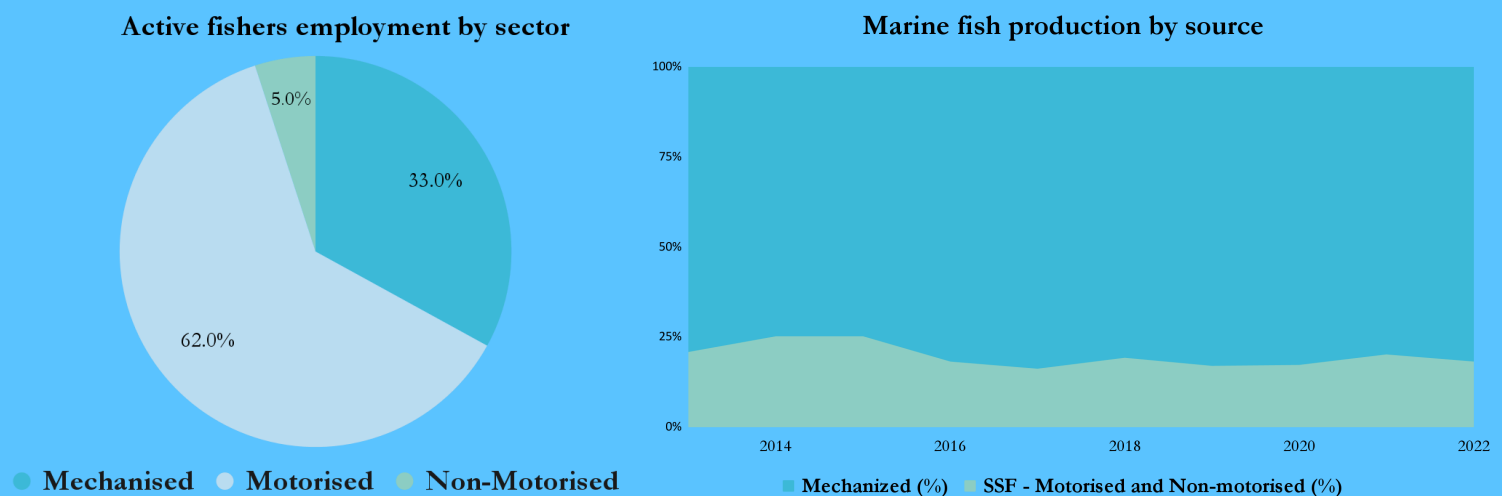 Active fishers employment by sector
5.0%
33.0%
62.0%
Mechanised Motorised Non-Motorised
Marine fish production by source
100%
75%
50%
25%
0%
2014 2016 2018 2020 2022
Mechanized (%) SSF - Motorised and Non-motorised (%)